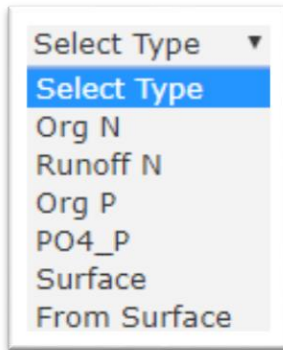 Select Type ▼
Select Type
Org N
Runoff N
Org P
PO4_P
Surface
From Surface